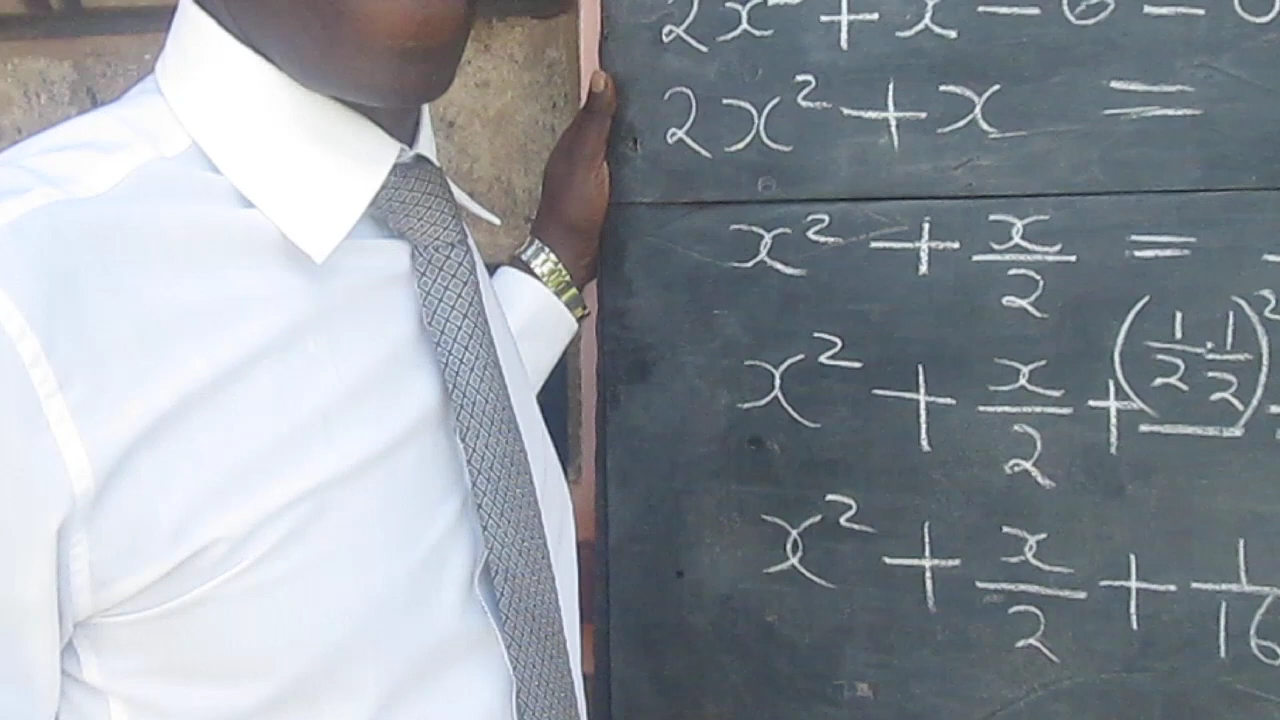 2x² + x - 6 = 0
2x² + x =
x² + x/2 =
x² + x/2 + (1/2 · 1/2)²
x² + x/2 + 1/16